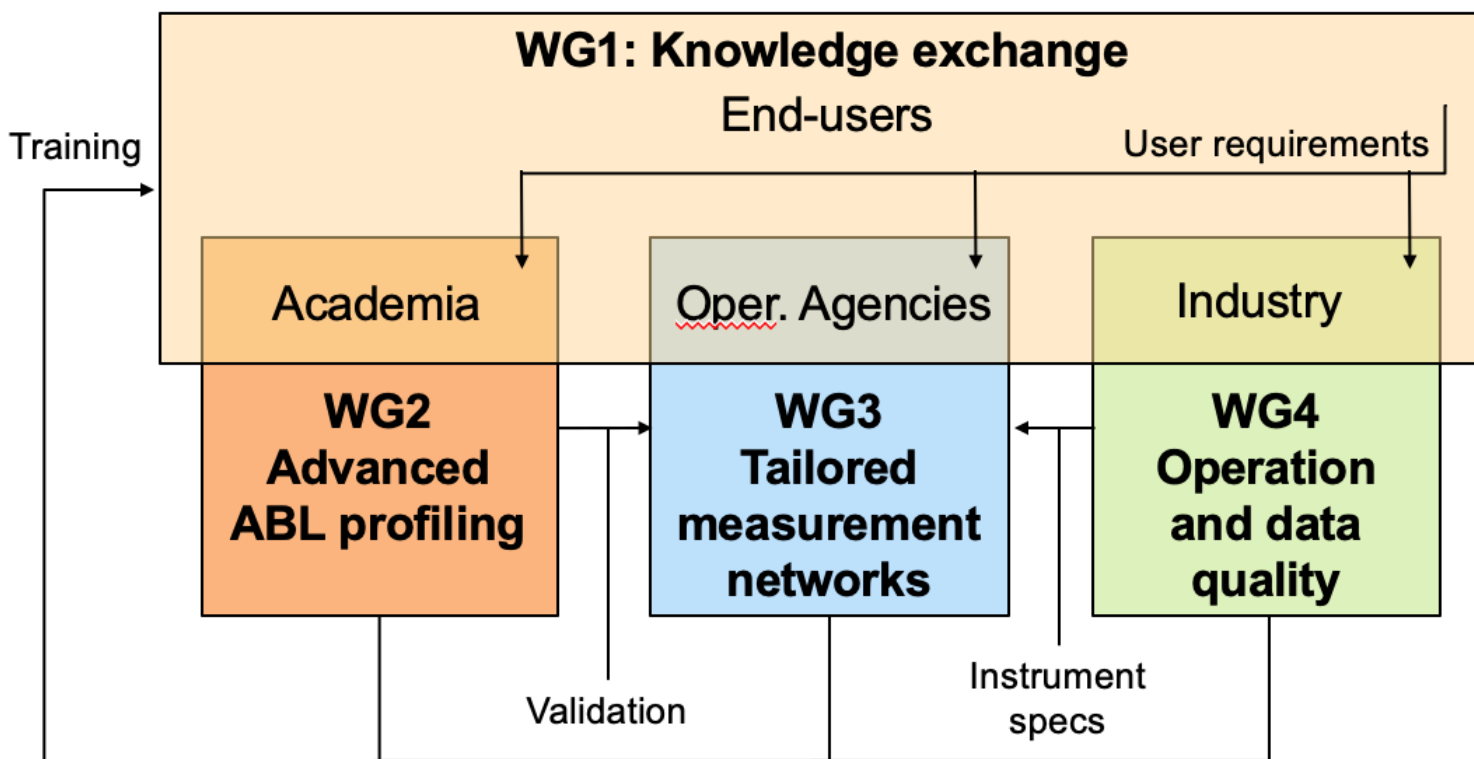 WG1: Knowledge exchange
End-users
Training
User requirements
Academia
Oper. Agencies
Industry
WG2
Advanced
ABL profiling
WG3
Tailored
measurement
networks
WG4
Operation
and data
quality
Validation
Instrument
specs